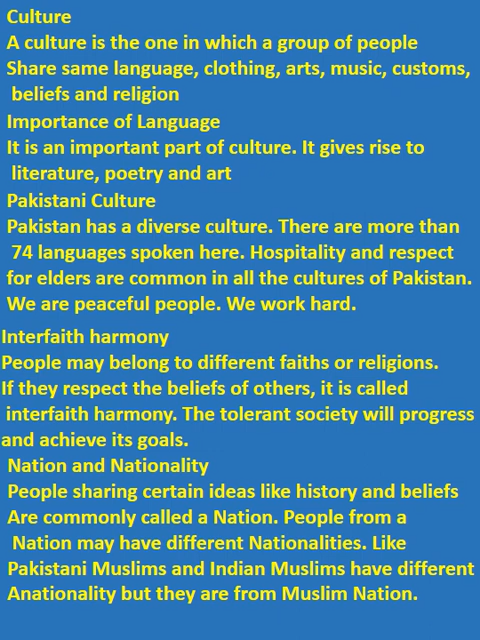 Culture
A culture is the one in which a group of people
Share same language, clothing, arts, music, customs,
beliefs and religion
Importance of Language
It is an important part of culture. It gives rise to
literature, poetry and art
Pakistani Culture
Pakistan has a diverse culture. There are more than
74 languages spoken here. Hospitality and respect
for elders are common in all the cultures of Pakistan.
We are peaceful people. We work hard.
Interfaith harmony
People may belong to different faiths or religions.
If they respect the beliefs of others, it is called
interfaith harmony. The tolerant society will progress
and achieve its goals.
Nation and Nationality
People sharing certain ideas like history and beliefs
Are commonly called a Nation. People from a
Nation may have different Nationalities. Like
Pakistani Muslims and Indian Muslims have different
Anationality but they are from Muslim Nation.